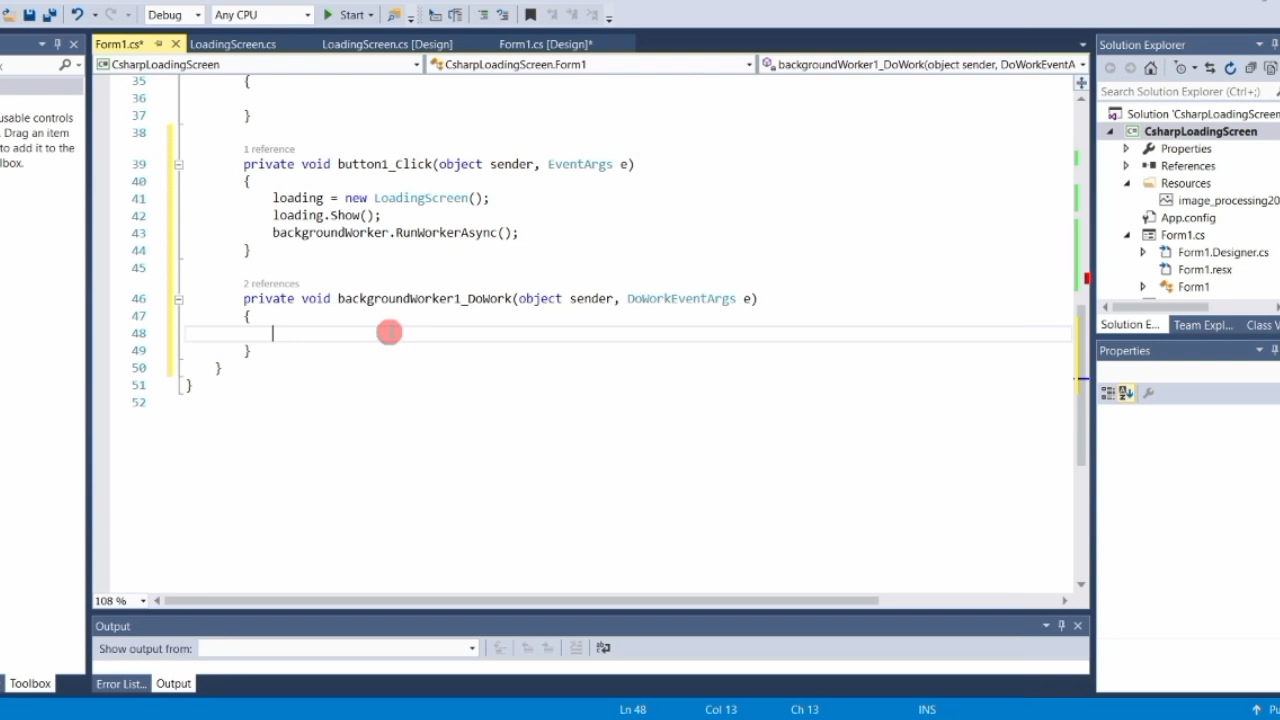 Debug
Any CPU
Start
Form1.cs*
LoadingScreen.cs
LoadingScreen.cs [Design]
Form1.cs [Design]*
Solution Explorer
CsharpLoadingScreen
CsharpLoadingScreen.Form1
backgroundWorker1_DoWork(object sender, DoWorkEventA
35 {
36
37 }
38
1 reference
39 private void button1_Click(object sender, EventArgs e)
40 {
41 loading = new LoadingScreen();
42 loading.Show();
43 backgroundWorker.RunWorkerAsync();
44 }
45
2 references
46 private void backgroundWorker1_DoWork(object sender, DoWorkEventArgs e)
47 {
48
49 }
50 }
51 }
52
usable controls
. Drag an item
to add it to the
lbox.
Search Solution Explorer (Ctrl+;)
Solution 'CsharpLoadingScreen
CsharpLoadingScreen
Properties
References
Resources
image_processing20
App.config
Form1.cs
Form1.Designer.cs
Form1.resx
Form1
Solution E...
Team Expl...
Class V
Properties
108 %
Output
Show output from:
Toolbox
Error List...
Output
Ln 48
Col 13
Ch 13
INS